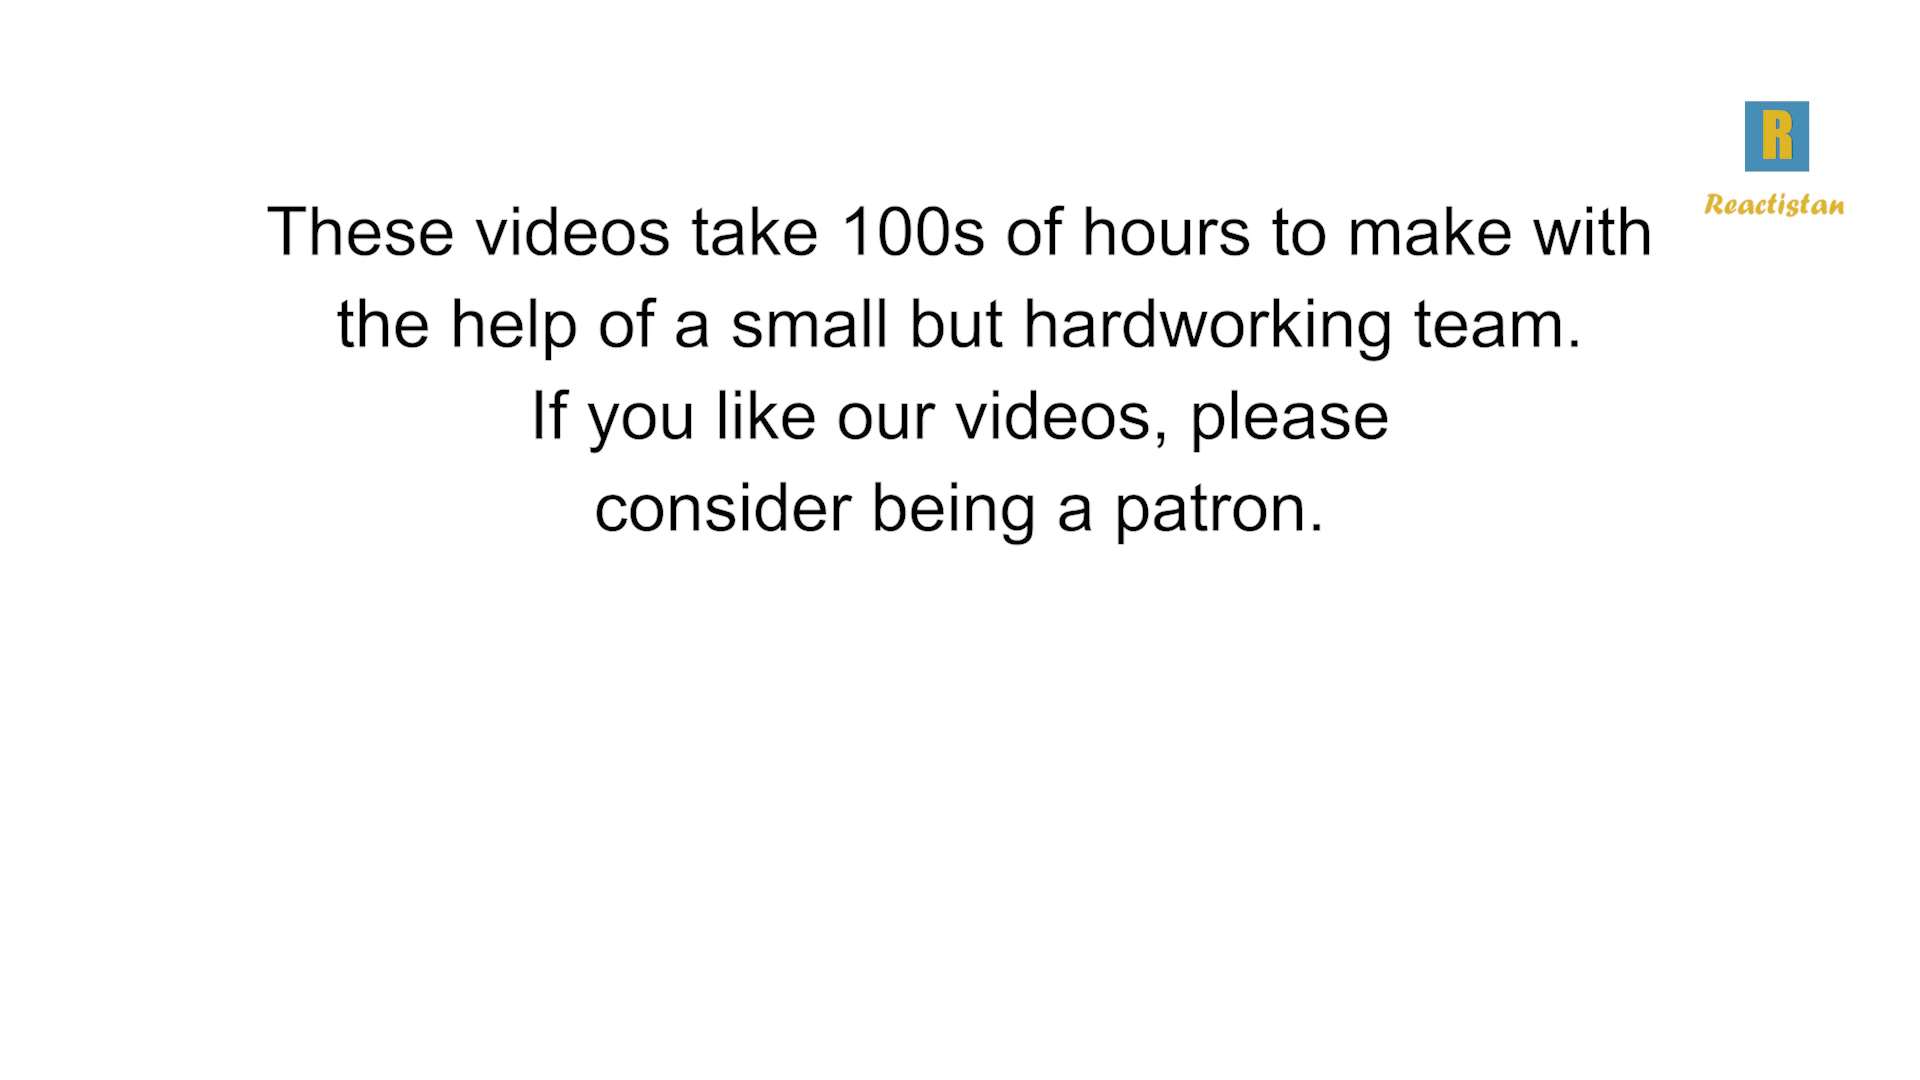 R
Reactistan
These videos take 100s of hours to make with
the help of a small but hardworking team.
If you like our videos, please
consider being a patron.